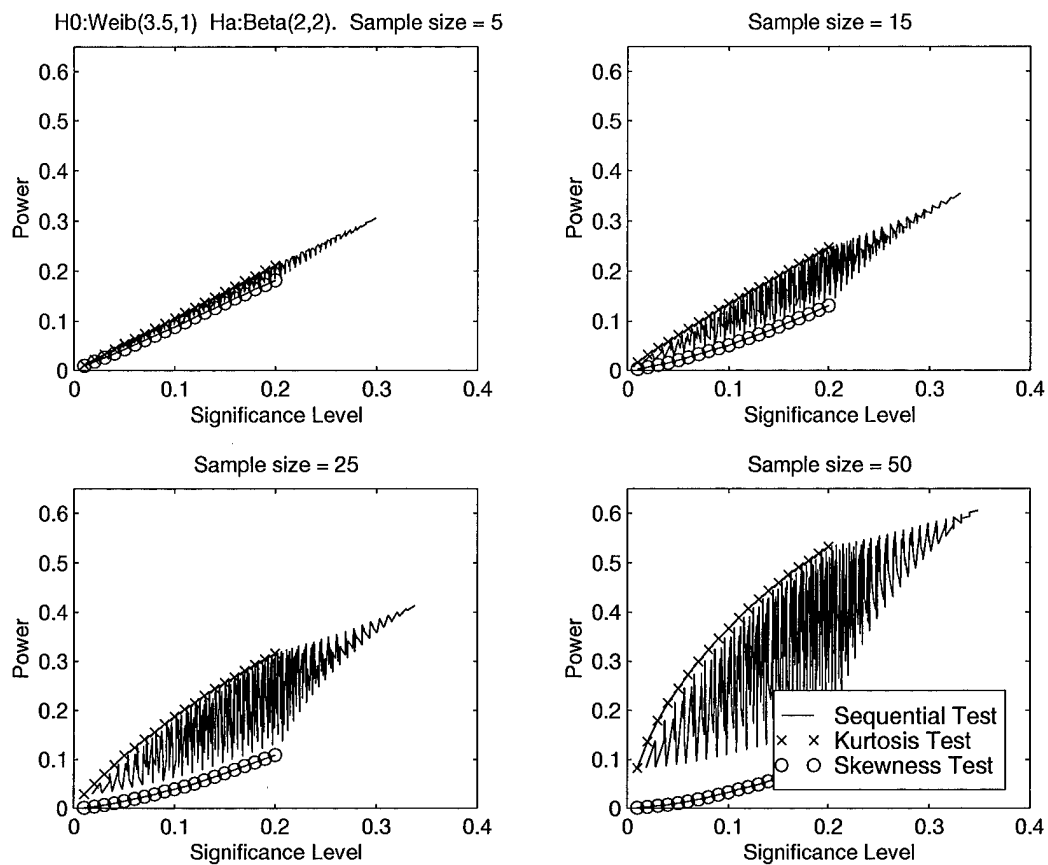 H0:Weib(3.5,1) Ha:Beta(2,2). Sample size = 5
0.6
0.5
0.4
0.3
0.2
0.1
0
Power
0 0.1 0.2 0.3 0.4
Significance Level
Sample size = 15
0.6
0.5
0.4
0.3
0.2
0.1
0
Power
0 0.1 0.2 0.3 0.4
Significance Level
Sample size = 25
0.6
0.5
0.4
0.3
0.2
0.1
0
Power
0 0.1 0.2 0.3 0.4
Significance Level
Sample size = 50
0.6
0.5
0.4
0.3
0.2
0.1
0
Power
0 0.1 0.2 0.3 0.4
Significance Level
Sequential Test
Kurtosis Test
Skewness Test